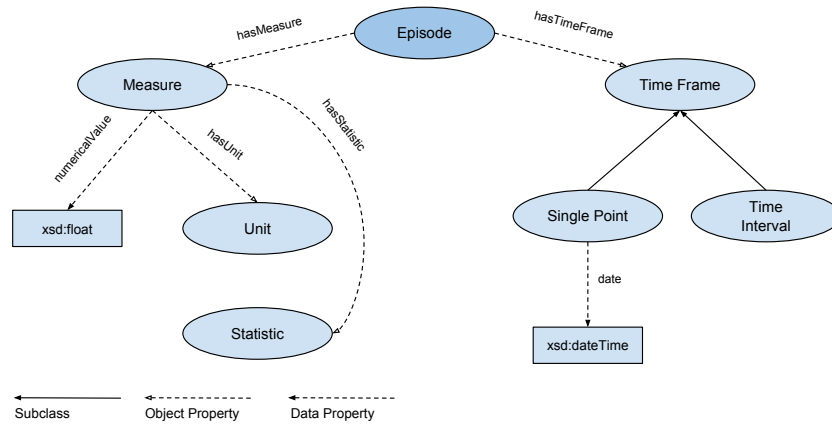 Episode
hasMeasure
hasTimeFrame
Measure
Time Frame
numericalValue
hasUnit
hasStatistic
xsd:float
Unit
Single Point
Time
Interval
date
Statistic
xsd:dateTime
Subclass
Object Property
Data Property